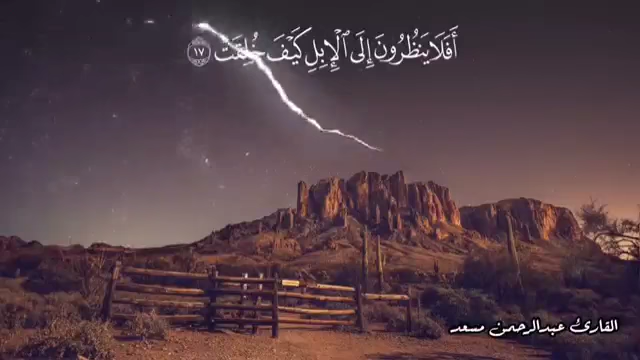 أَفَلَا يَنظُرُونَ إِلَى ٱلْإِبِلِ كَيْفَ خُلِقَتْ ١٧
القارئ عبدالرحمن مسعد